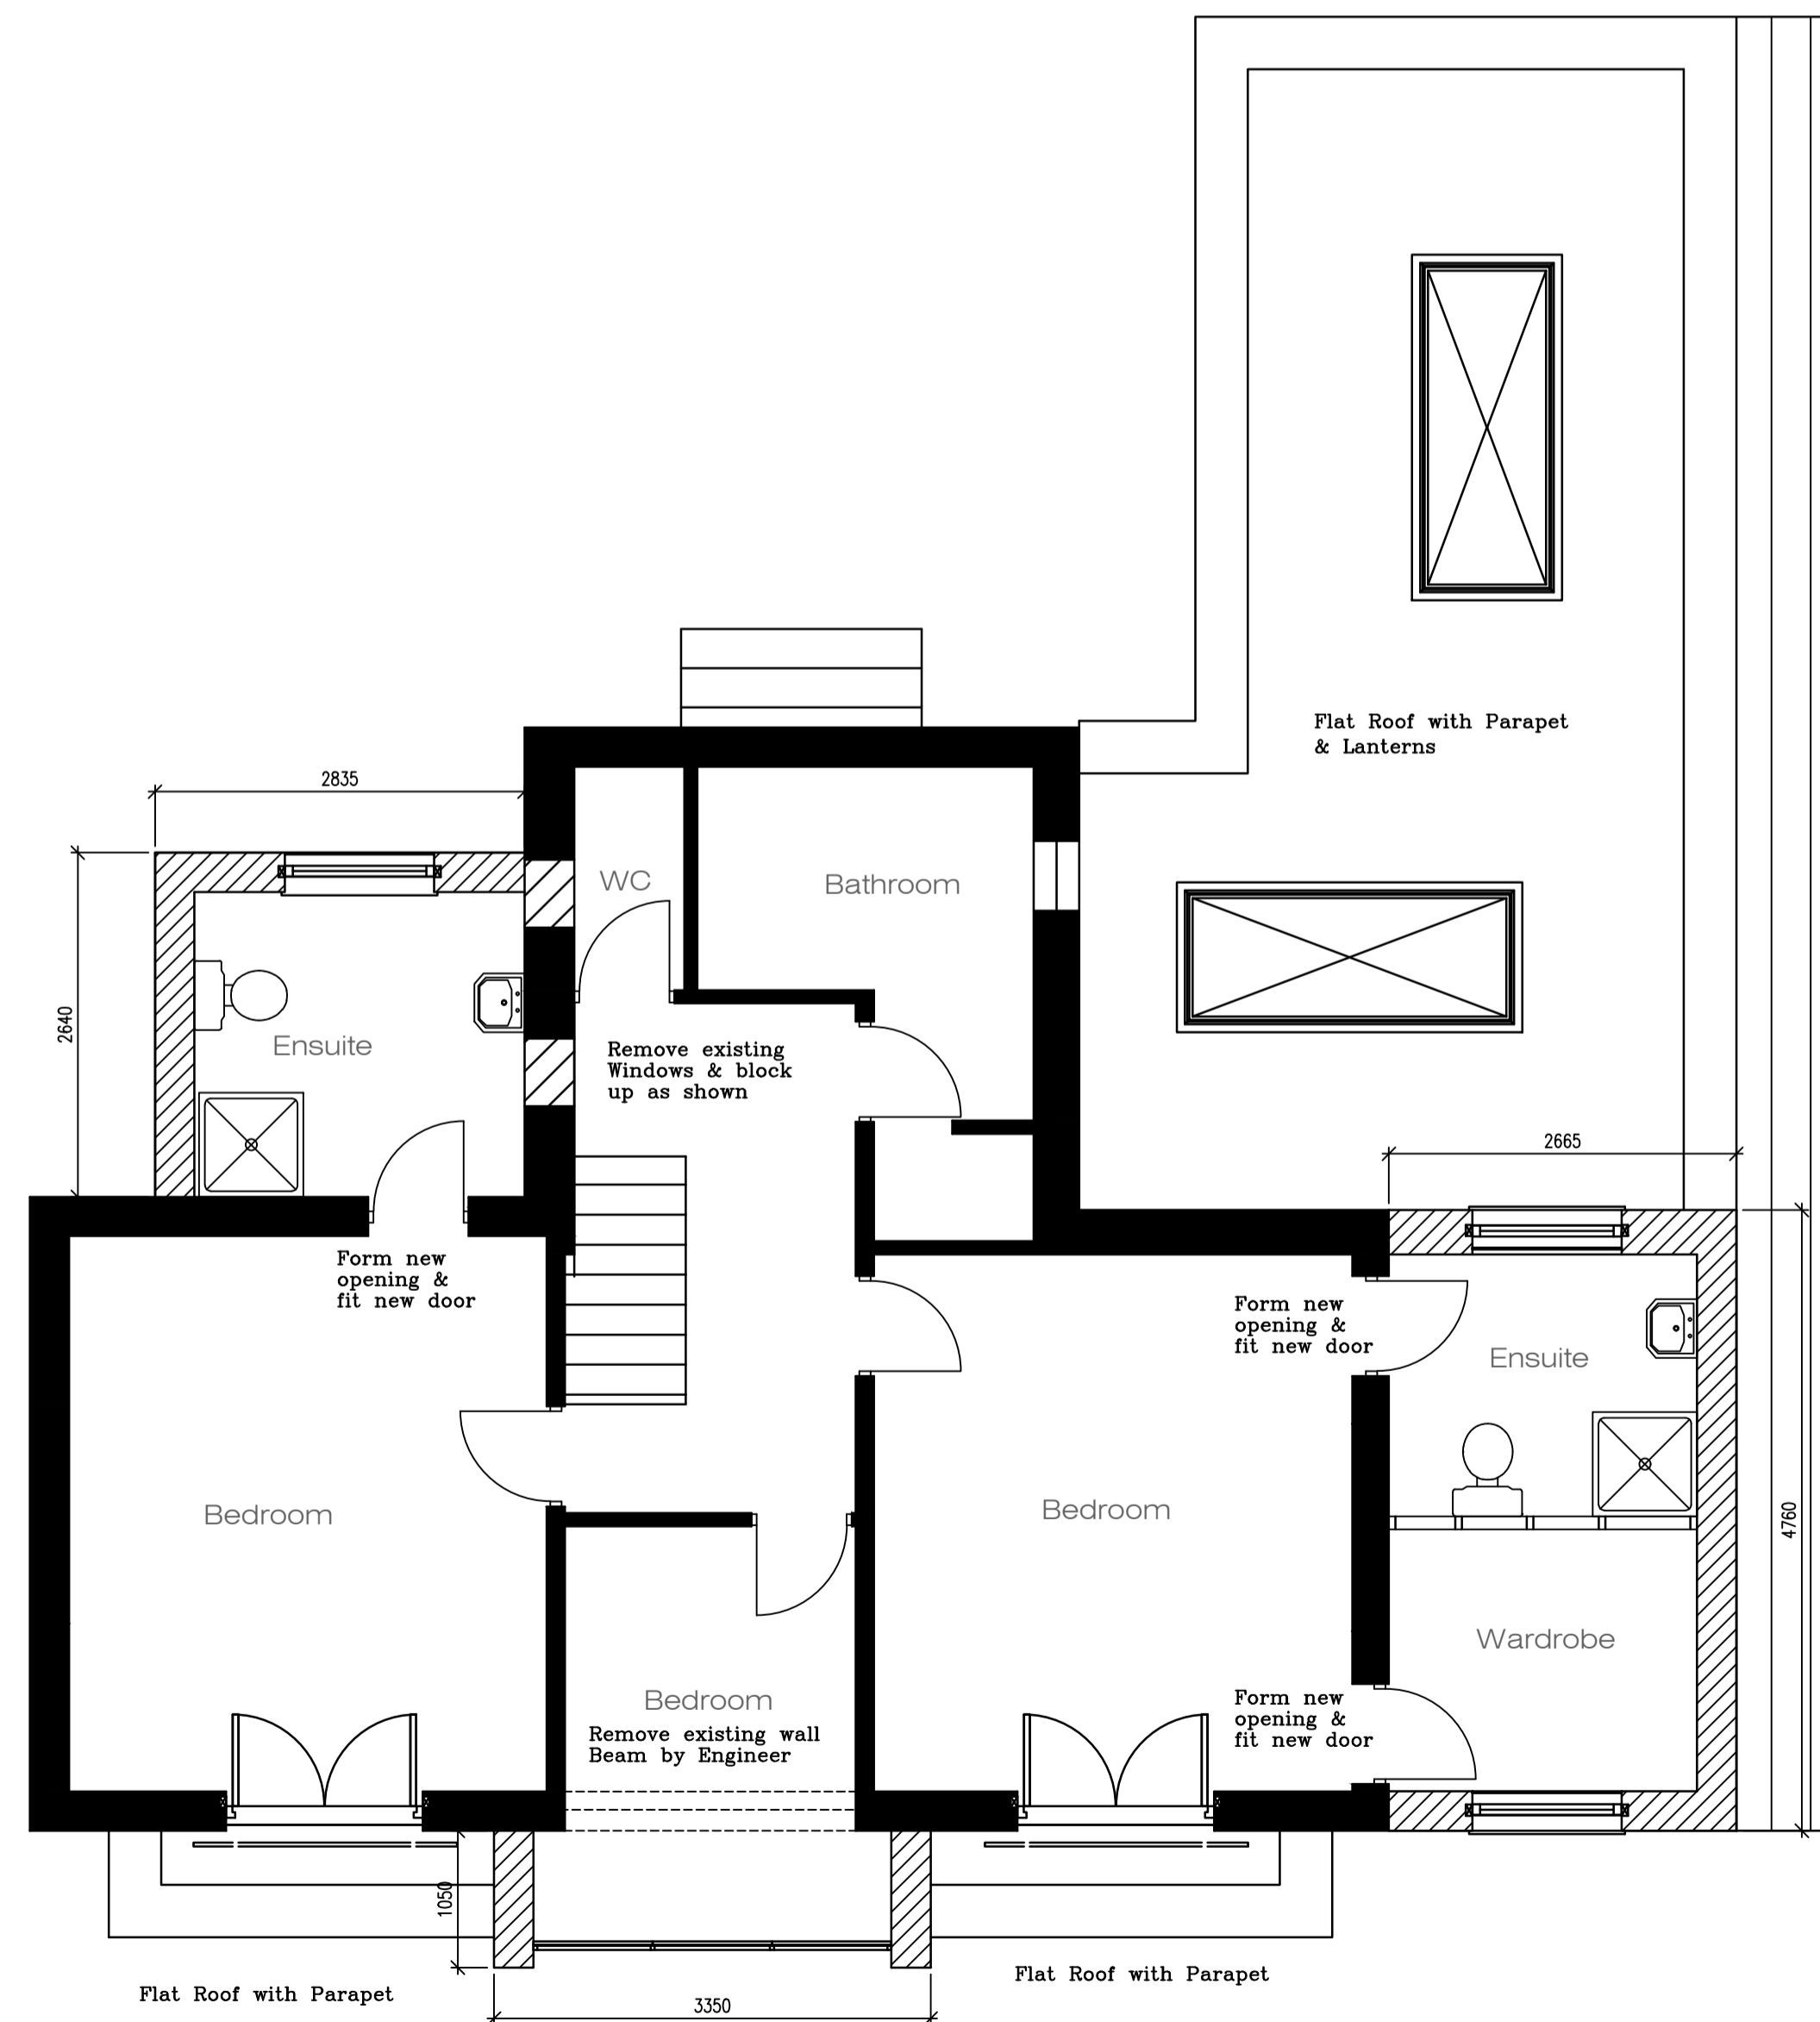 Flat Roof with Parapet
& Lanterns
2835
WC
Bathroom
2640
Ensuite
Remove existing
Windows & block
up as shown
2665
Form new
opening &
fit new door
Form new
opening &
fit new door
Ensuite
Bedroom
Bedroom
4760
Wardrobe
Bedroom
Remove existing wall
Beam by Engineer
Form new
opening &
fit new door
1050
Flat Roof with Parapet
Flat Roof with Parapet
3350